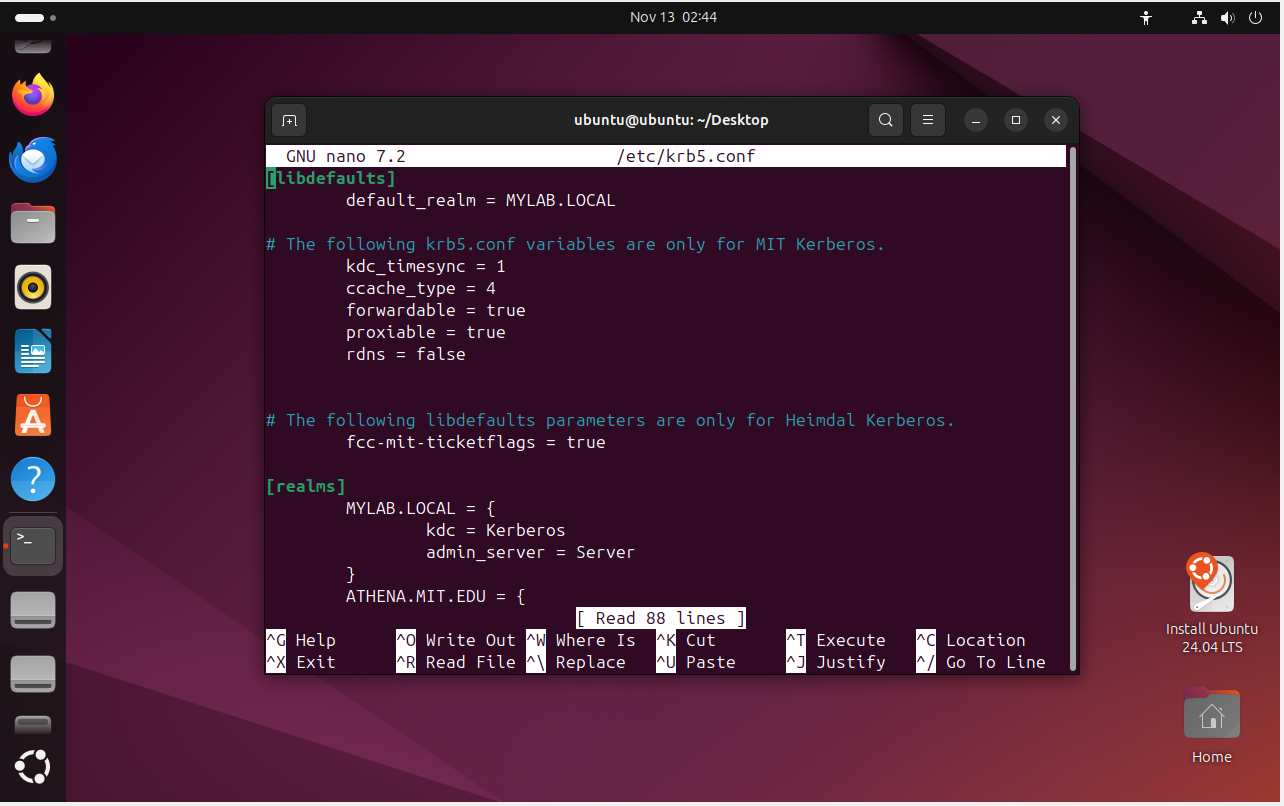 Nov 13 02:44
ubuntu@ubuntu: ~/Desktop
GNU nano 7.2 /etc/krb5.conf
[libdefaults]
default_realm = MYLAB.LOCAL
# The following krb5.conf variables are only for MIT Kerberos.
kdc_timesync = 1
ccache_type = 4
forwardable = true
proxiable = true
rdns = false
# The following libdefaults parameters are only for Heimdal Kerberos.
fcc-mit-ticketflags = true
[realms]
MYLAB.LOCAL = {
kdc = Kerberos
admin_server = Server
}
ATHENA.MIT.EDU = {
[ Read 88 lines ]
^G Help ^O Write Out ^W Where Is ^K Cut ^T Execute ^C Location
^X Exit ^R Read File ^\ Replace ^U Paste ^J Justify ^/ Go To Line
Install Ubuntu
24.04 LTS
Home